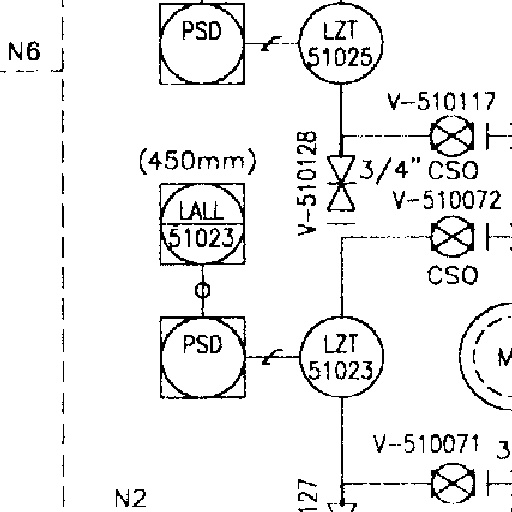 PSD
LZT
51025
N6
V-510117
(450mm)
V-510128
3/4"
CSO
LALL
51023
V-510072
CSO
PSD
LZT
51023
M
V-510071
3
N2
127